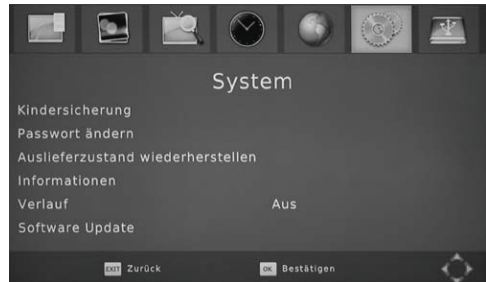 System
Kindersicherung
Passwort ändern
Auslieferzustand wiederherstellen
Informationen
Verlauf Aus
Software Update
EXIT Zurück OK Bestätigen